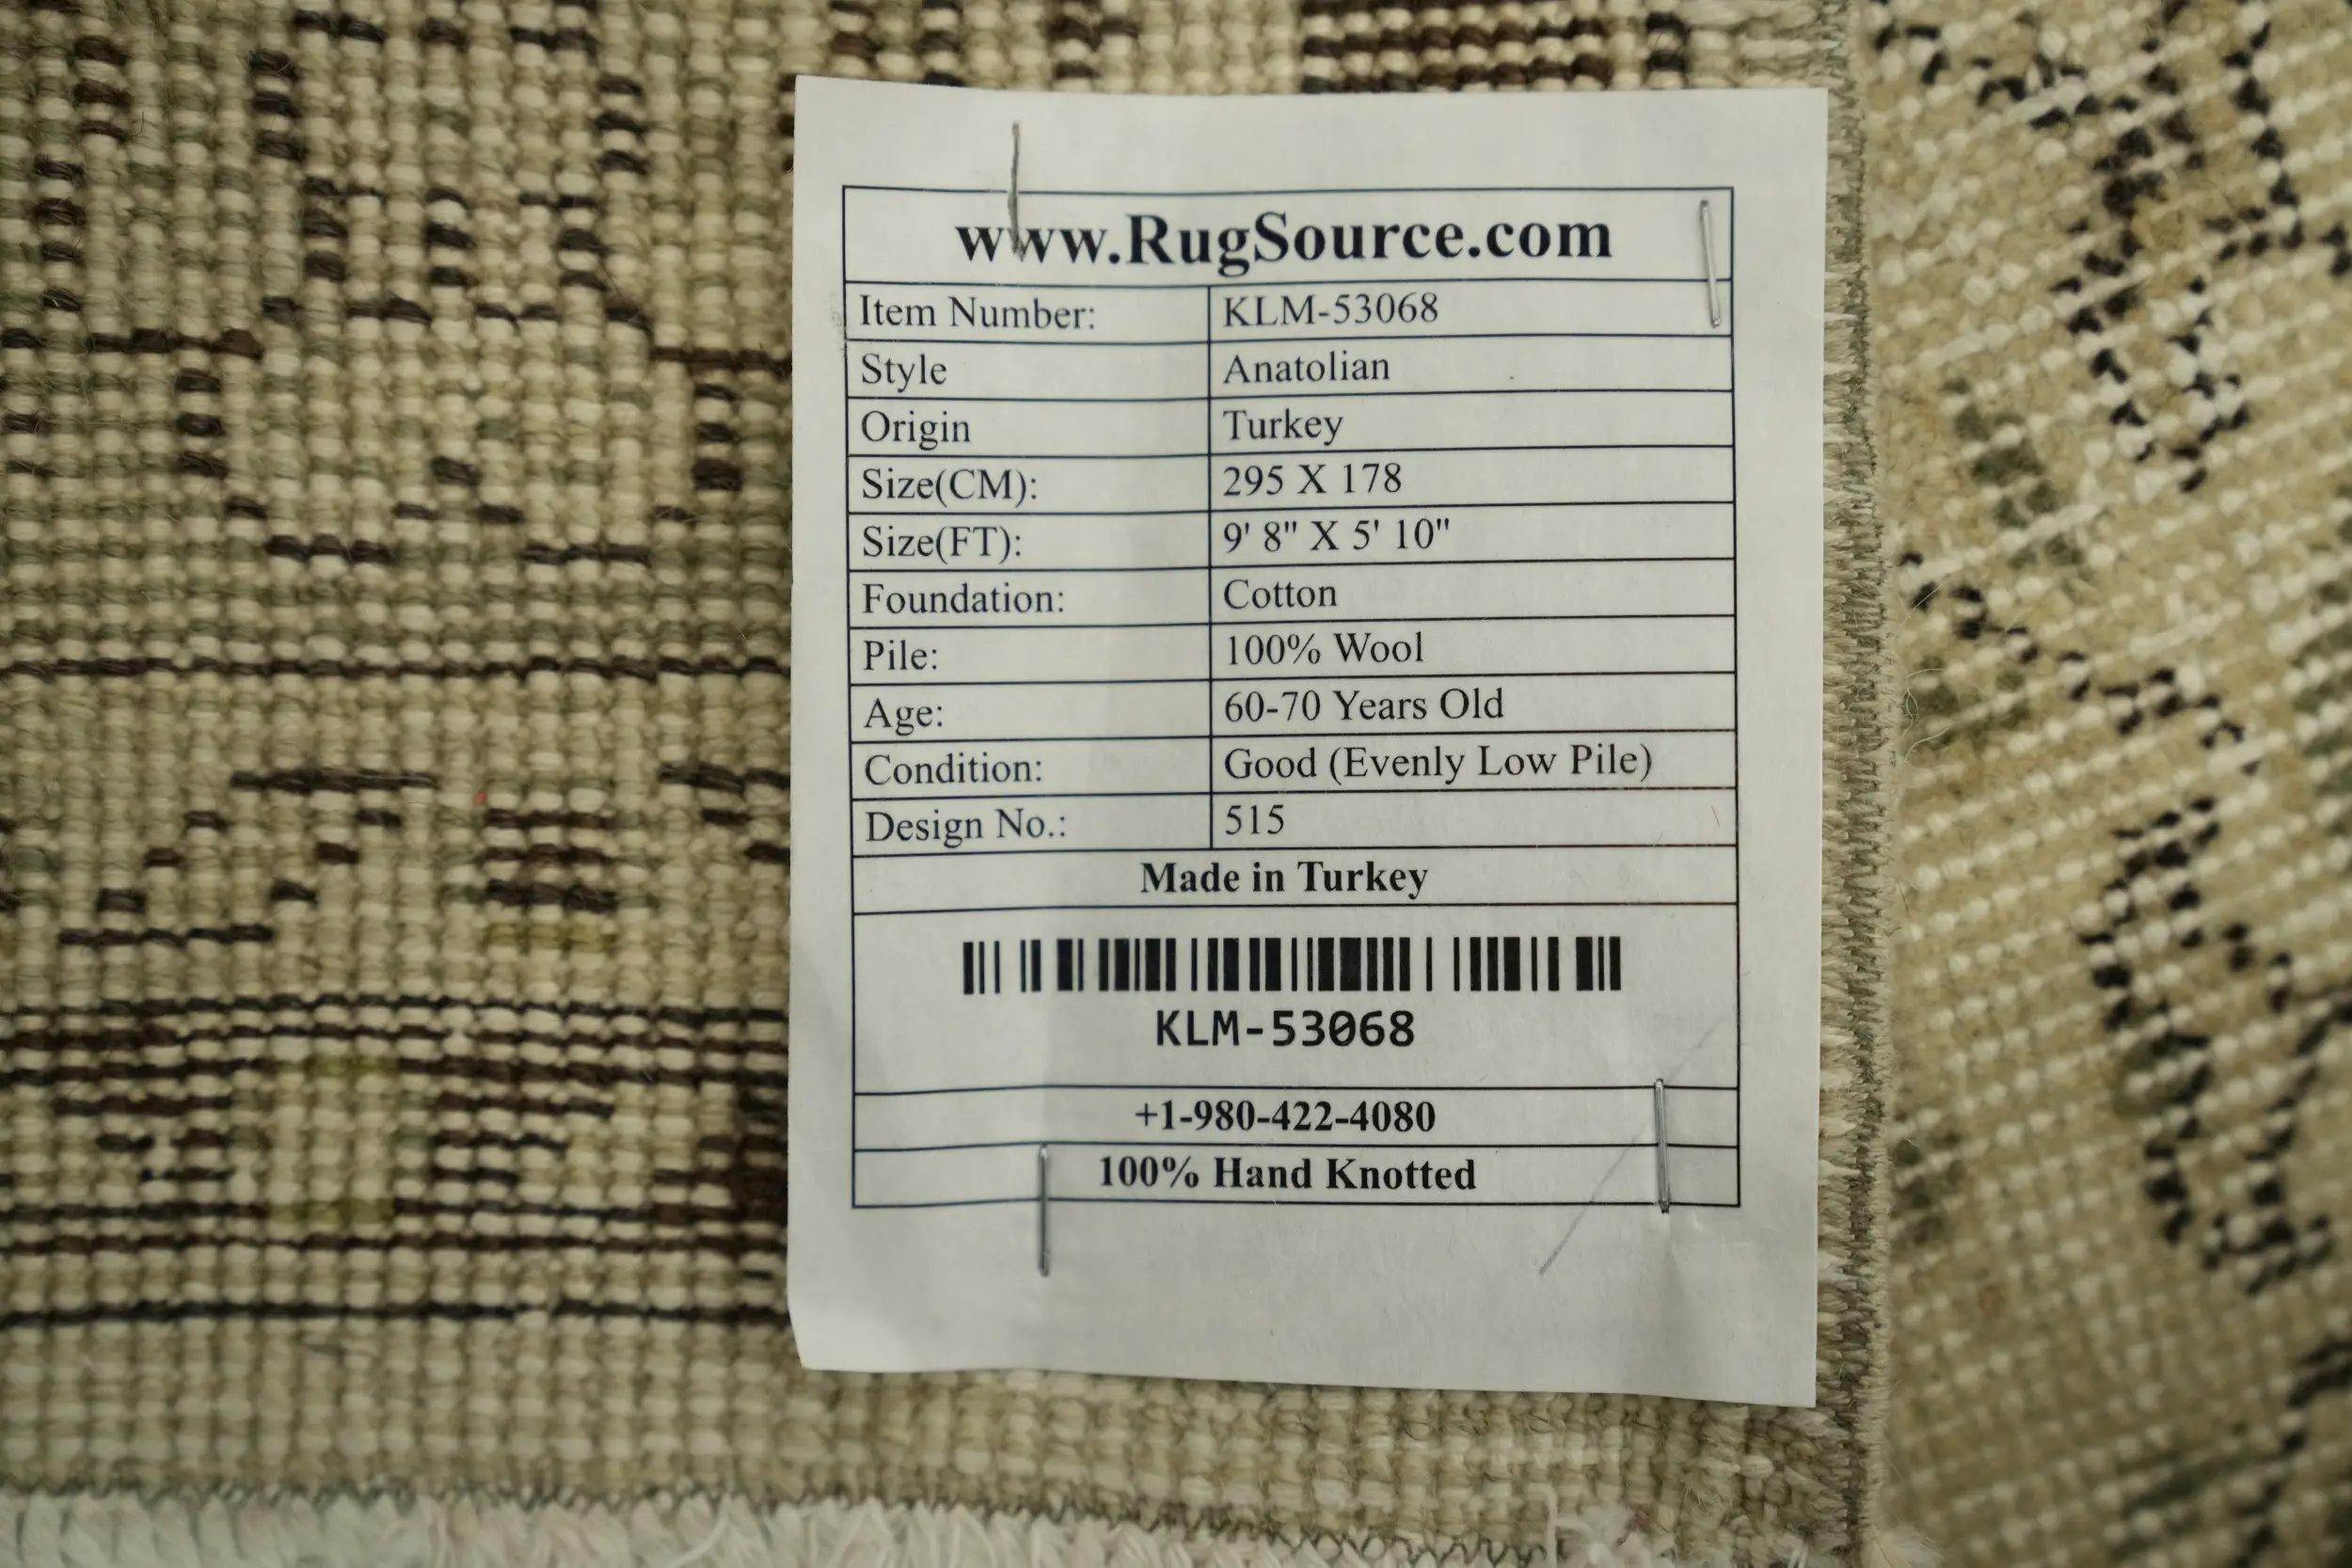 www.RugSource.com
Item Number: KLM-53068
Style Anatolian
Origin Turkey
Size(CM): 295 X 178
Size(FT): 9' 8" X 5' 10"
Foundation: Cotton
Pile: 100% Wool
Age: 60-70 Years Old
Condition: Good (Evenly Low Pile)
Design No.: 515
Made in Turkey
KLM-53068
+1-980-422-4080
100% Hand Knotted